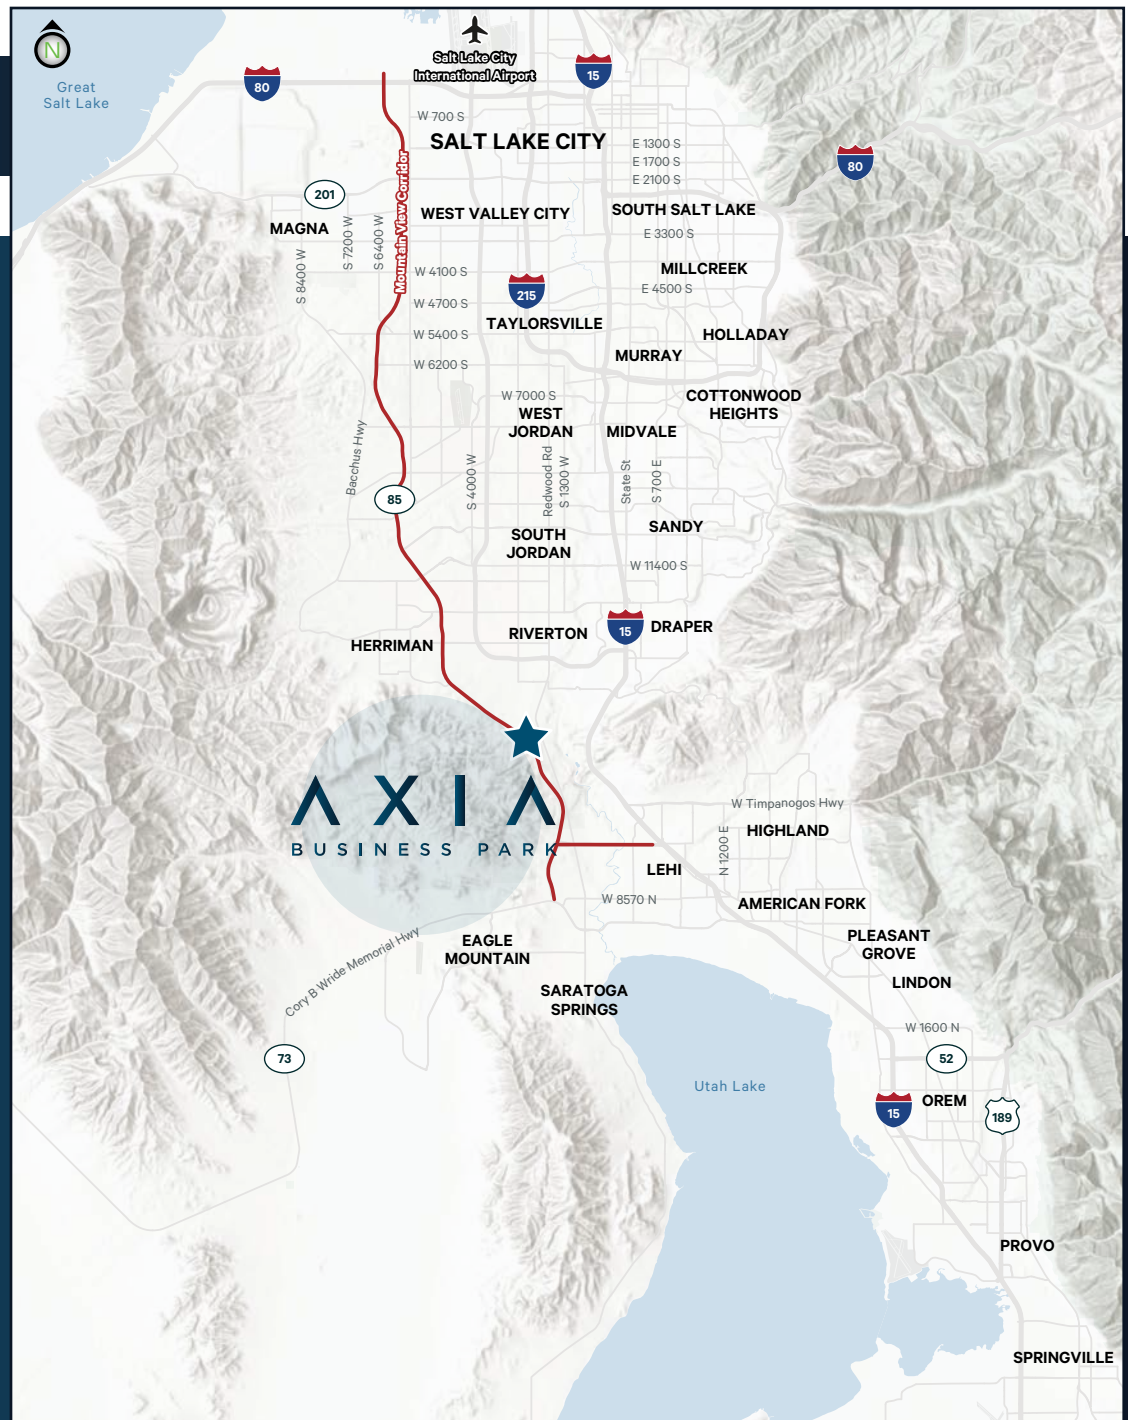 N
Salt Lake City
International Airport
Great
Salt Lake
80
15
W 700 S
SALT LAKE CITY
E 1300 S
E 1700 S
E 2100 S
80
201
MAGNA
S 7200 W
S 6400 W
S 8400 W
Mountain View Corridor
WEST VALLEY CITY
SOUTH SALT LAKE
E 3300 S
MILLCREEK
W 4100 S
E 4500 S
215
W 4700 S
TAYLORSVILLE
W 5400 S
HOLLADAY
MURRAY
W 6200 S
W 7000 S
COTTONWOOD
HEIGHTS
WEST
JORDAN
MIDVALE
Bacchus Hwy
S 4000 W
Redwood Rd
S 1300 W
State St
S 700 E
85
SANDY
SOUTH
JORDAN
W 11400 S
HERRIMAN
RIVERTON
15
DRAPER
AXIA
BUSINESS PARK
W Timpanogos Hwy
HIGHLAND
N 1200 E
LEHI
W 8570 N
AMERICAN FORK
Cory B Wride Memorial Hwy
EAGLE
MOUNTAIN
PLEASANT
GROVE
LINDON
SARATOGA
SPRINGS
W 1600 N
73
52
Utah Lake
15
OREM
189
PROVO
SPRINGVILLE